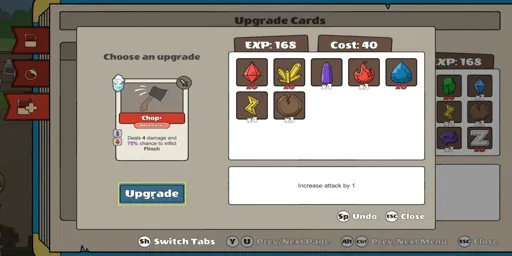 Upgrade Cards
EXP: 168
Cost: 40
Choose an upgrade
EXP: 168
Chop+
Deals 4 damage and
70% chance to inflict
Flinch
Upgrade
Increase attack by 1
Sp Undo
ESC Close
Sh Switch Tabs
Y U Prev/Next Page
Alt Ctrl Prev/Next Menu
ESC Close